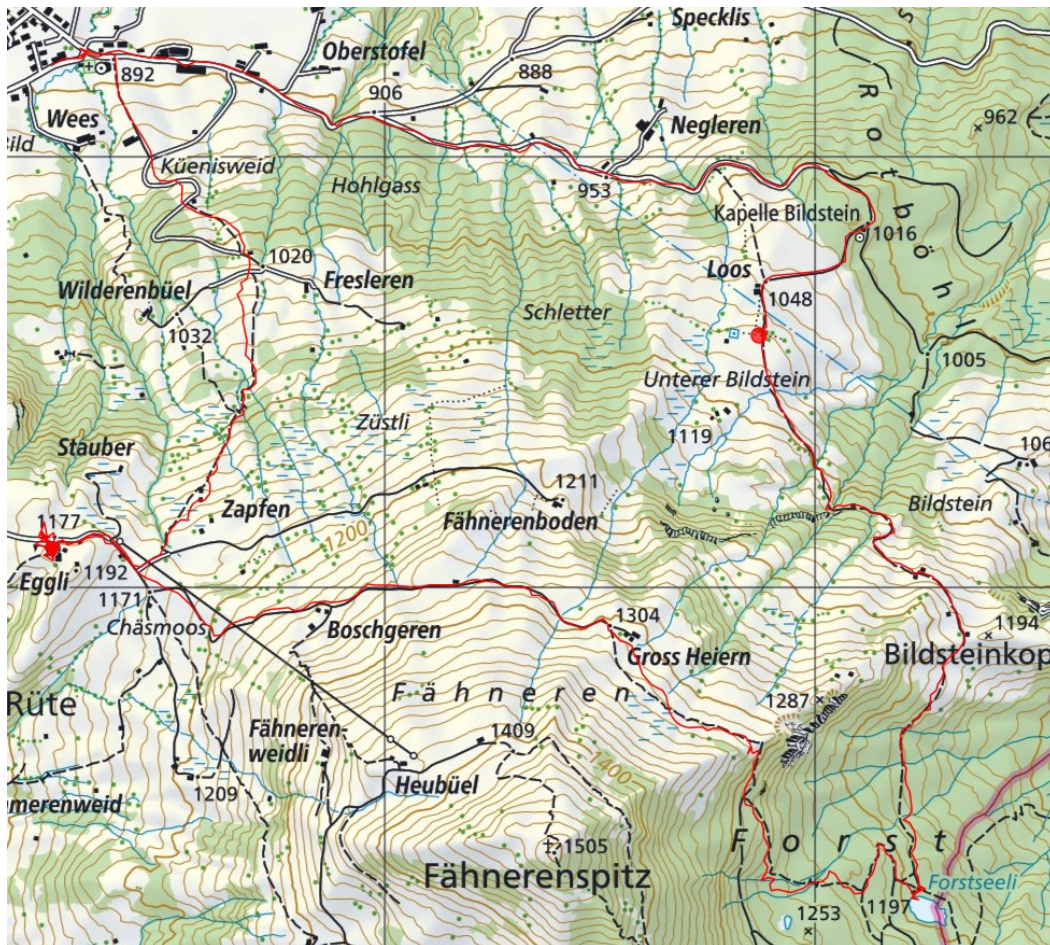 Specklis
Oberstofel
892
888
906
Wees
R
o
t
b
ö
h
l
962
Negleren
ild
Küenisweid
Hohlgass
953
Kapelle Bildstein
1016
1020
Loos
Wilderenbüel
Fresleren
1048
Schletter
1032
1005
Unterer Bildstein
Züstli
1119
106
Stauber
1211
Bildstein
Zapfen
Fähnerenboden
1177
1200
Eggli
1192
1171
Chäsmoos
Boschgeren
1304
1194
Gross Heiern
Bildsteinkop
Rüte
Fähneren
1287
Fähneren-
weidli
1409
400
Heubüel
merenweid
1209
1505
Forst
Fähnerenspitz
Forstseeli
1197
1253